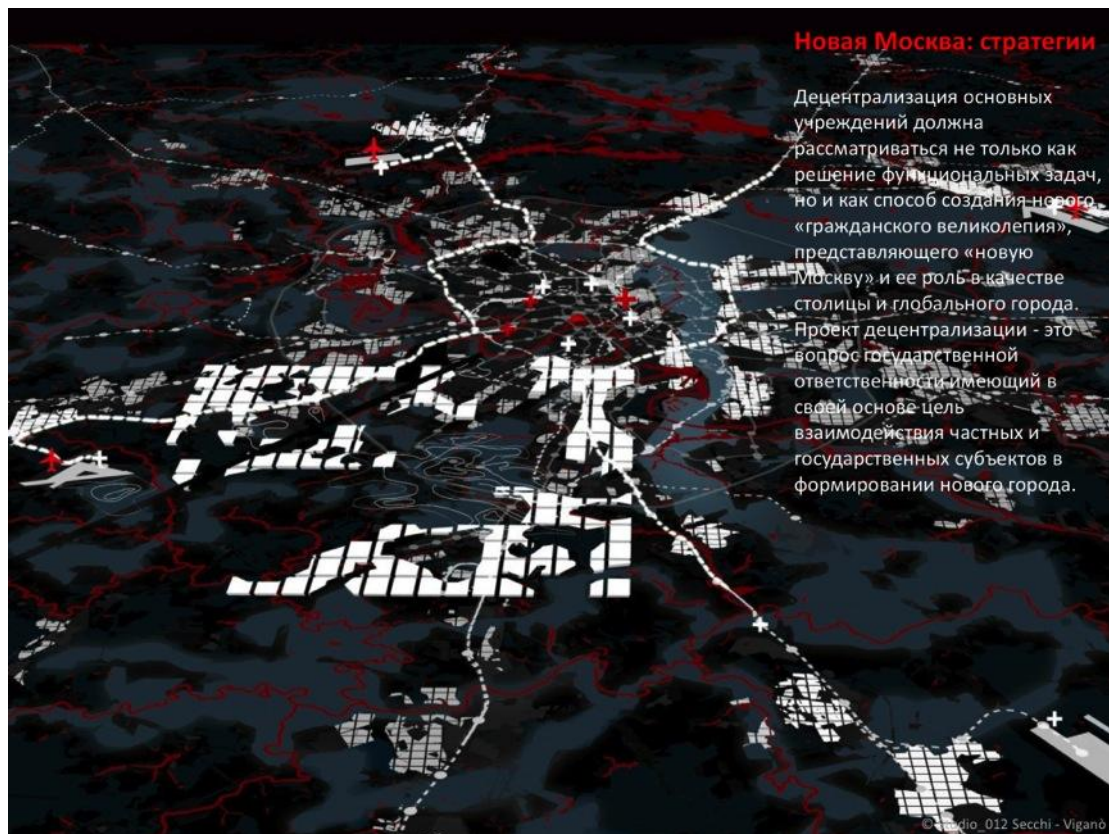 Новая Москва: стратегии
Децентрализация основных
учреждений должна
рассматриваться не только как
решение функциональных задач,
но и как способ создания нового
«гражданского великолепия»,
представляющего «новую
Москву» и ее роль в качестве
столицы и глобального города.
Проект децентрализации - это
вопрос государственной
ответственности имеющий в
своей основе цель
взаимодействия частных и
государственных субъектов в
формировании нового города.
© Studio_012 Secchi - Viganò